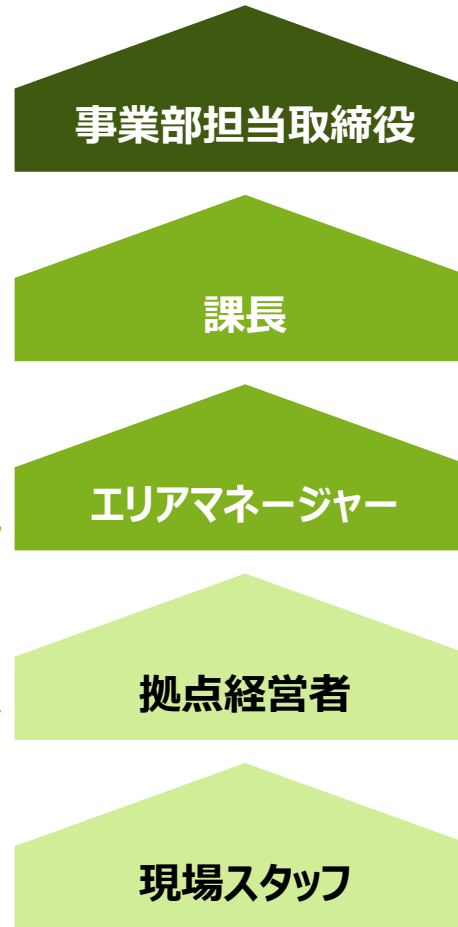 事業部担当取締役
課長
エリアマネージャー
拠点経営者
現場スタッフ